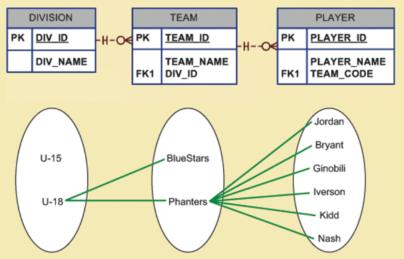 DIVISION
PK DIV_ID
DIV_NAME
TEAM
PK TEAM_ID
TEAM_NAME
FK1 DIV_ID
PLAYER
PK PLAYER_ID
PLAYER_NAME
FK1 TEAM_CODE
U-15
U-18
BlueStars
Phanters
Jordan
Bryant
Ginobili
Iverson
Kidd
Nash